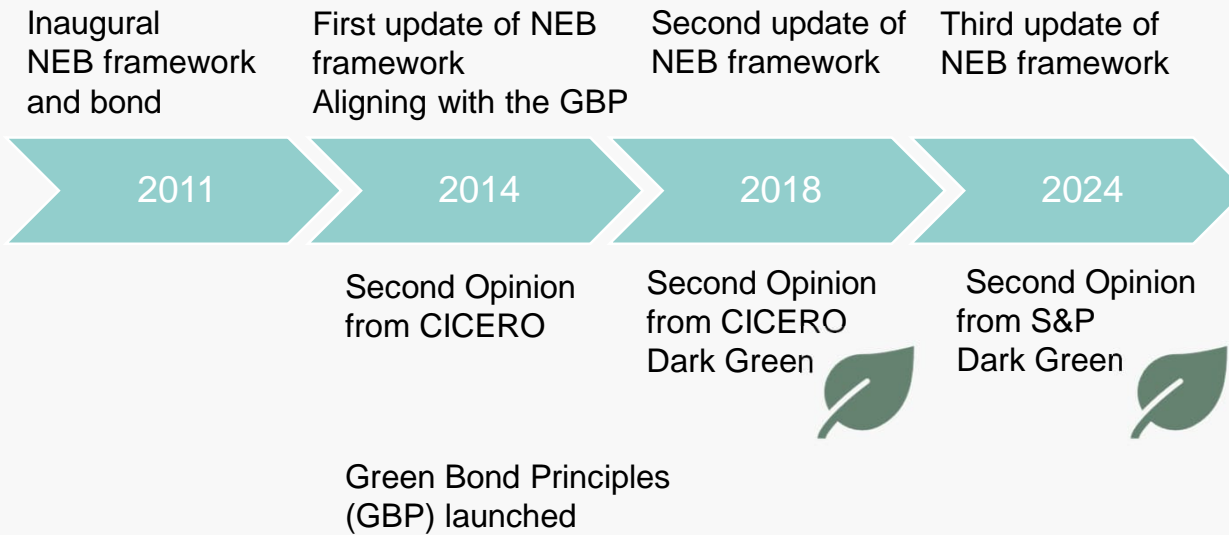 Inaugural
NEB framework
and bond
First update of NEB
framework
Aligning with the GBP
Second update of
NEB framework
Third update of
NEB framework
2011
2014
2018
2024
Second Opinion
from CICERO
Second Opinion
from CICERO
Dark Green
Second Opinion
from S&P
Dark Green
Green Bond Principles
(GBP) launched